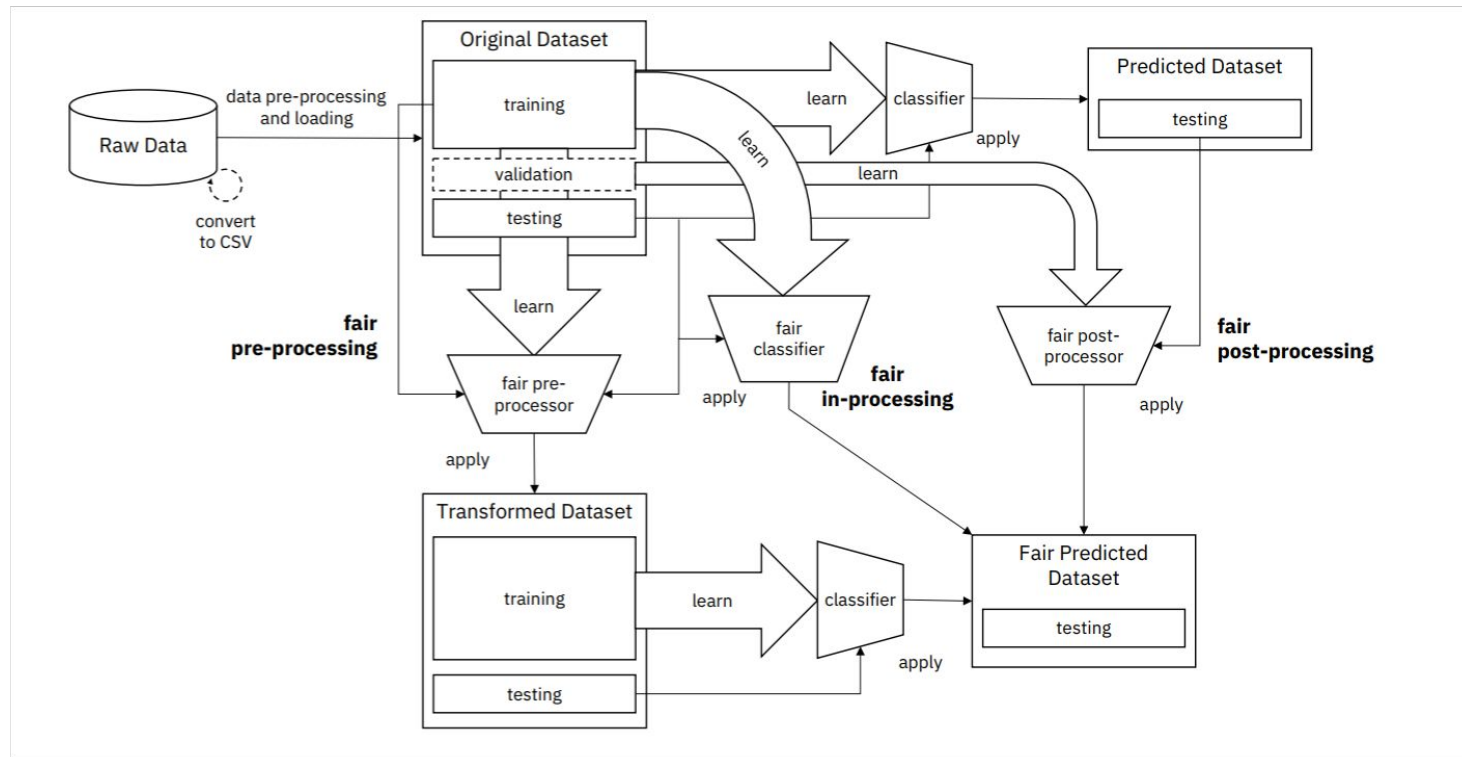 Original Dataset
training
validation
testing
data pre-processing
and loading
Raw Data
convert
to CSV
learn
classifier
apply
Predicted Dataset
testing
learn
learn
learn
fair
pre-processing
fair pre-
processor
apply
fair
classifier
apply
fair
in-processing
fair post-
processor
apply
fair
post-processing
Transformed Dataset
training
testing
learn
classifier
apply
Fair Predicted
Dataset
testing